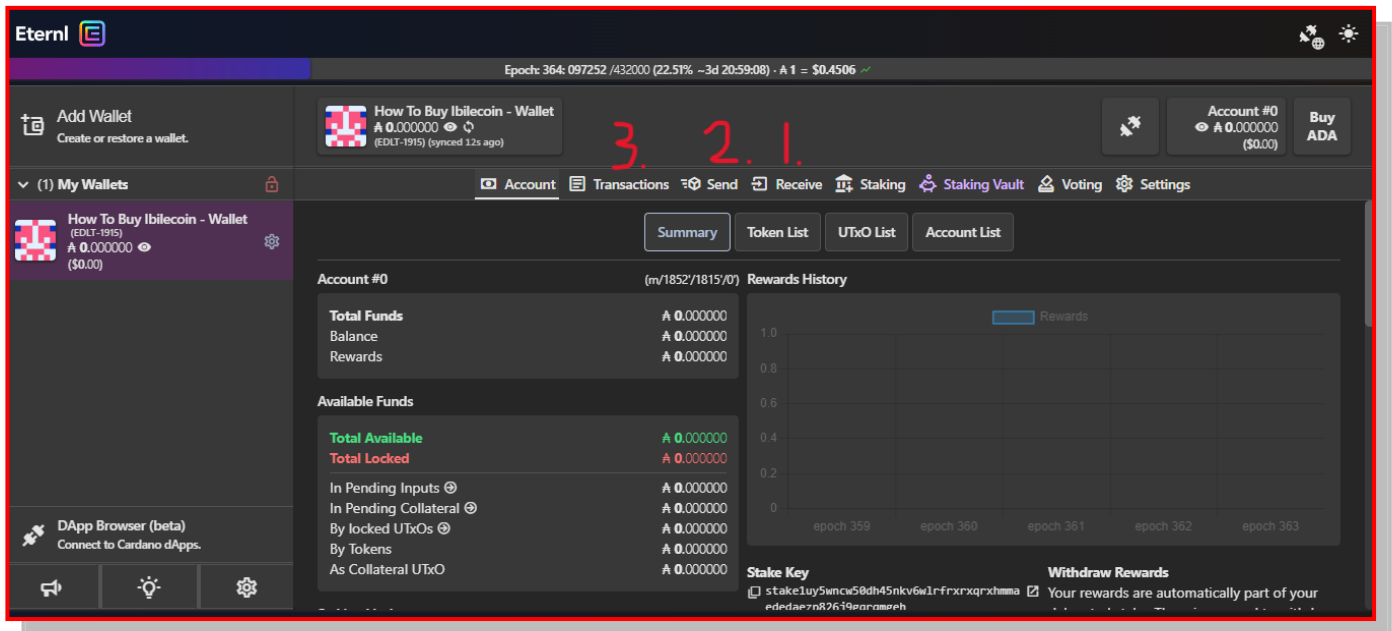 Eternl
Epoch: 364: 097252 /432000 (22.51% ~3d 20:59:08) · ₳ 1 = $0.4506
Add Wallet
Create or restore a wallet.
How To Buy Ibilecoin - Wallet
₳ 0.000000
(EDLT-1915) (synced 12s ago)
Account #0
₳ 0.000000
($0.00)
Buy
ADA
3. 2. 1.
(1) My Wallets
Account Transactions Send Receive Staking Staking Vault Voting Settings
How To Buy Ibilecoin - Wallet
(EDLT-1915)
₳ 0.000000
($0.00)
Summary Token List UTxO List Account List
Account #0 (m/1852'/1815'/0')
Total Funds ₳ 0.000000
Balance ₳ 0.000000
Rewards ₳ 0.000000
Available Funds
Total Available ₳ 0.000000
Total Locked ₳ 0.000000
In Pending Inputs ₳ 0.000000
In Pending Collateral ₳ 0.000000
By locked UTxOs ₳ 0.000000
By Tokens ₳ 0.000000
As Collateral UTxO ₳ 0.000000
Rewards History
Rewards
1.0
0.8
0.6
0.4
0.2
0
epoch 359 epoch 360 epoch 361 epoch 362 epoch 363
Stake Key
stake1uy5wncw50dh45nkv6wlrfrxrxqrxhmma
Withdraw Rewards
Your rewards are automatically part of your
DApp Browser (beta)
Connect to Cardano dApps.